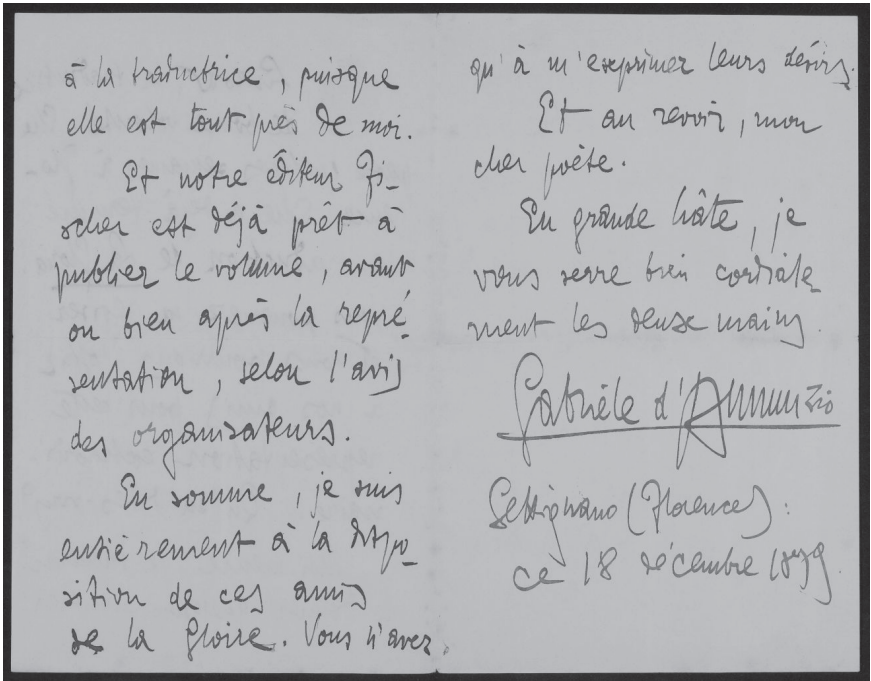 à la traductrice, puisque
elle est tout près de moi.
Et notre éditeur Fi-
scher est déjà prêt à
publier le volume, avant
ou bien après la repré-
sentation, selon l'avis
des organisateurs.
En somme, je suis
entièrement à la dispo-
sition de ces amis
de la Gloire. Vous n'avez
qu'à m'exprimer leurs désirs.
Et au revoir, mon
cher poète.
En grande hâte, je
vous serre bien cordiale-
ment les deux mains.
Gabriele d'Annunzio
Settignano (Florence):
ce 18 décembre